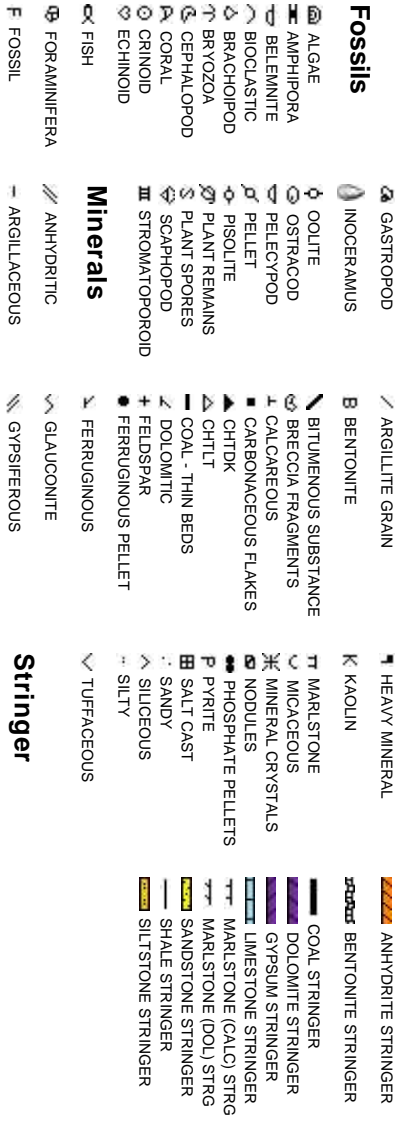 Fossils
ALGAE
AMPHIPORA
BELEMNITE
BIOCLASTIC
BRACHOIPOD
BRYOZOA
CEPHALOPOD
CORAL
CRINOID
ECHINOID
FISH
FORAMINIFERA
F FOSSIL
GASTROPOD
INOCERAMUS
OOLITE
OSTRACOD
PELECYPOD
PELLET
PISOLITE
PLANT REMAINS
PLANT SPORES
SCAPHOPOD
STROMATOPOROID
Minerals
ANHYDRITIC
ARGILLACEOUS
ARGILLITE GRAIN
B BENTONITE
BITUMENOUS SUBSTANCE
BRECCIA FRAGMENTS
CALCAREOUS
CARBONACEOUS FLAKES
CHTDK
CHTLT
COAL - THIN BEDS
DOLOMITIC
FELDSPAR
FERRUGINOUS PELLET
FERRUGINOUS
GLAUCONITE
GYPSIFEROUS
HEAVY MINERAL
K KAOLIN
MARLSTONE
MICACEOUS
MINERAL CRYSTALS
NODULES
PHOSPHATE PELLETS
P PYRITE
SALT CAST
SANDY
SILICEOUS
SILTY
TUFFACEOUS
Stringer
ANHYDRITE STRINGER
BENTONITE STRINGER
COAL STRINGER
DOLOMITE STRINGER
GYPSUM STRINGER
LIMESTONE STRINGER
MARLSTONE (CALC) STRG
MARLSTONE (DOL) STRG
SANDSTONE STRINGER
SHALE STRINGER
SILTSTONE STRINGER